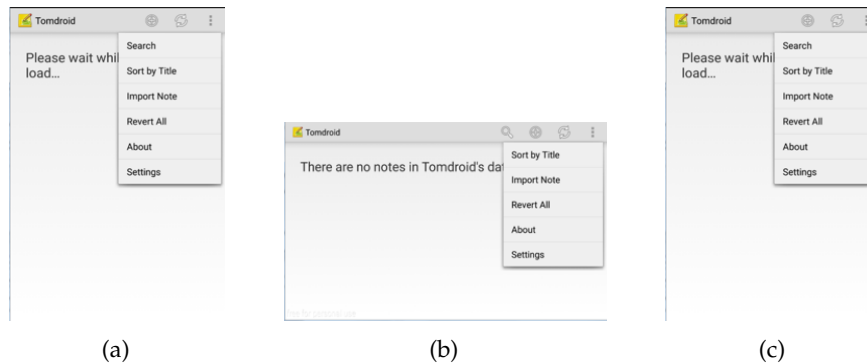 Tomdroid
Search
Please wait whil
load...
Sort by Title
Import Note
Revert All
About
Settings
(a)
Tomdroid
There are no notes in Tomdroid's dat
Sort by Title
Import Note
Revert All
About
Settings
(b)
Tomdroid
Search
Please wait whil
load...
Sort by Title
Import Note
Revert All
About
Settings
(c)